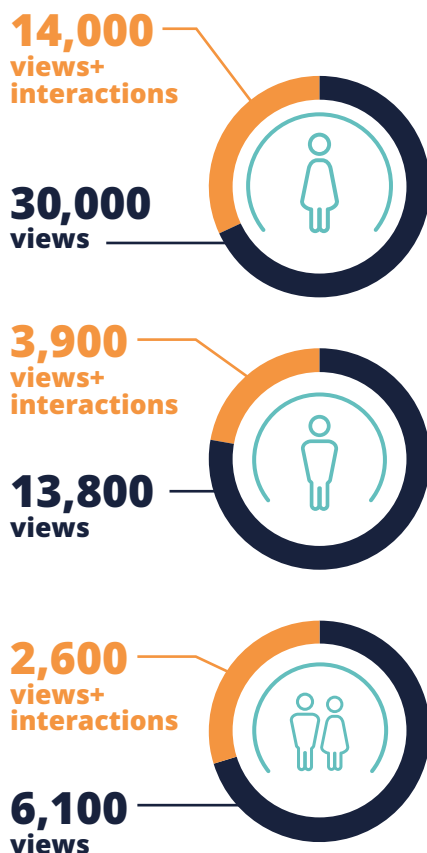 14,000
views+
interactions
30,000
views
3,900
views+
interactions
13,800
views
2,600
views+
interactions
6,100
views